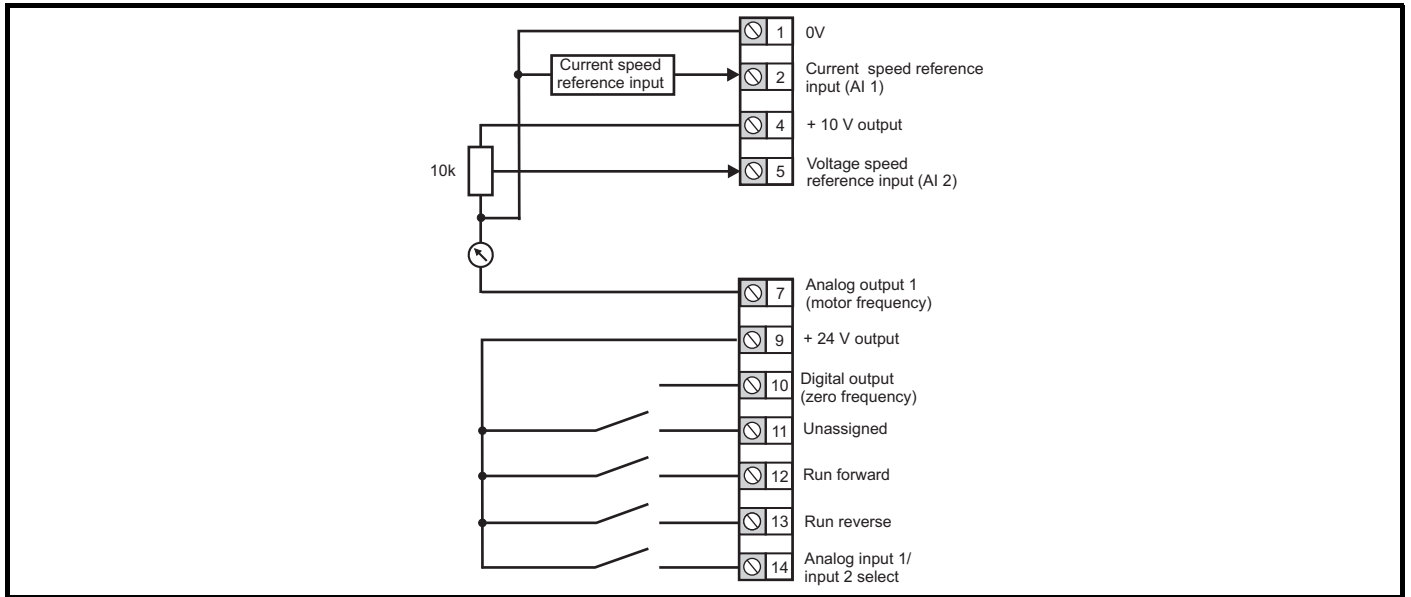 1 0V
Current speed
reference input
2 Current speed reference
input (AI 1)
4 + 10 V output
10k
5 Voltage speed
reference input (AI 2)
7 Analog output 1
(motor frequency)
9 + 24 V output
10 Digital output
(zero frequency)
11 Unassigned
12 Run forward
13 Run reverse
14 Analog input 1/
input 2 select